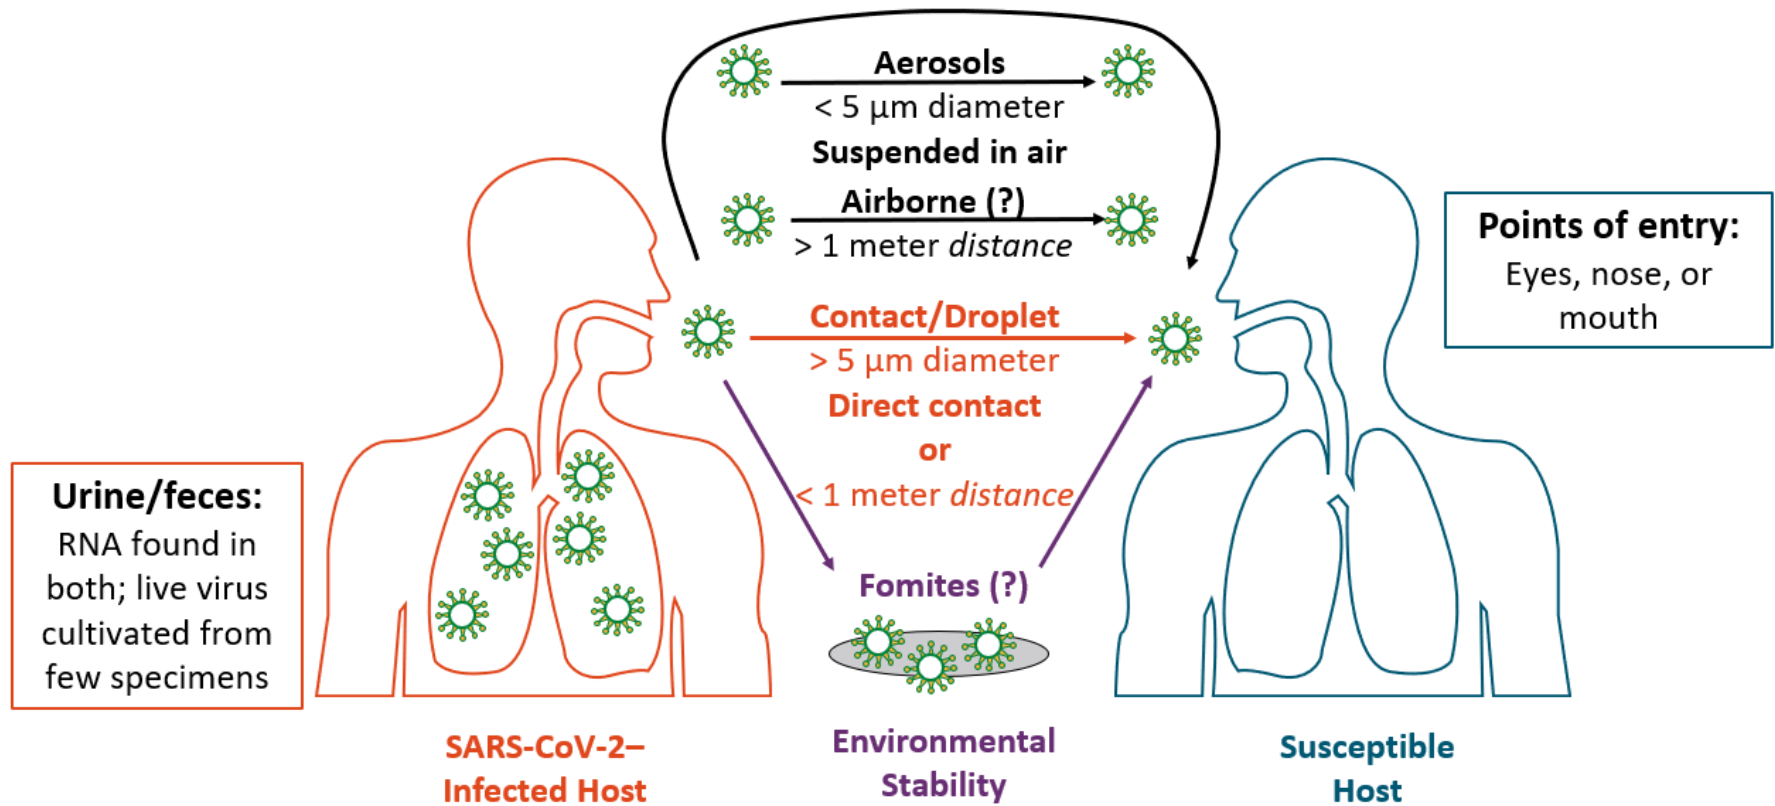 Aerosols
< 5 μm diameter
Suspended in air
Airborne (?)
> 1 meter distance
Contact/Droplet
> 5 μm diameter
Direct contact
or
< 1 meter distance
Fomites (?)
Environmental
Stability
Urine/feces:
RNA found in
both; live virus
cultivated from
few specimens
SARS-CoV-2–
Infected Host
Points of entry:
Eyes, nose, or
mouth
Susceptible
Host